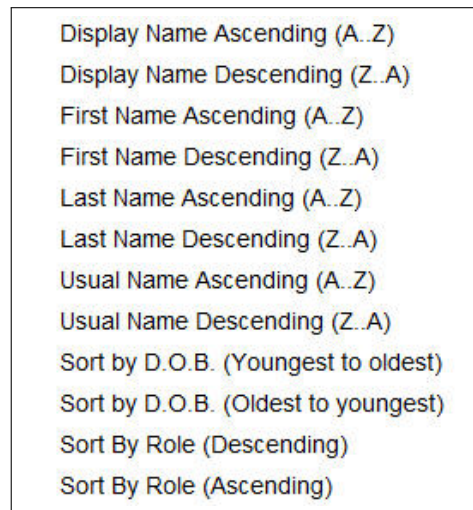 Display Name Ascending (A..Z)
Display Name Descending (Z..A)
First Name Ascending (A..Z)
First Name Descending (Z..A)
Last Name Ascending (A..Z)
Last Name Descending (Z..A)
Usual Name Ascending (A..Z)
Usual Name Descending (Z..A)
Sort by D.O.B. (Youngest to oldest)
Sort by D.O.B. (Oldest to youngest)
Sort By Role (Descending)
Sort By Role (Ascending)